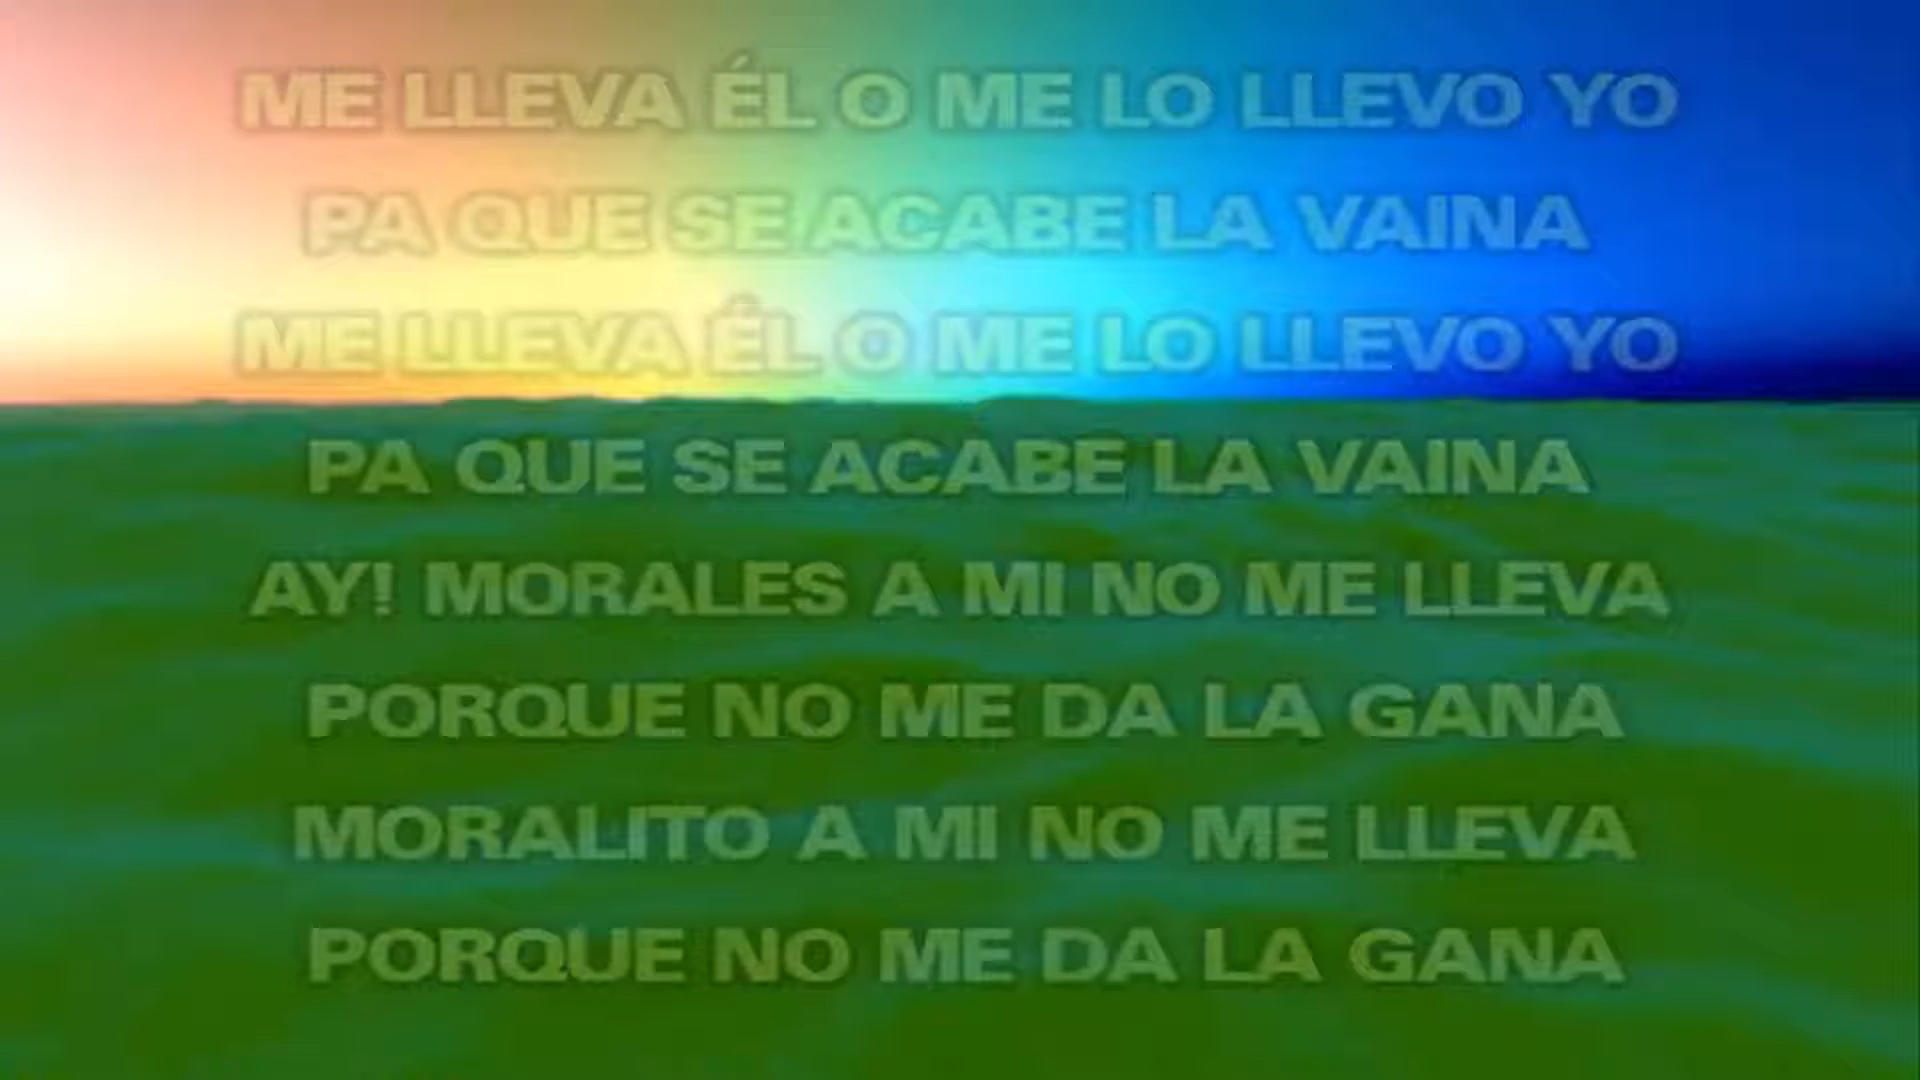 ME LLEVA ÉL O ME LO LLEVO YO
PA QUE SE ACABE LA VAINA
ME LLEVA ÉL O ME LO LLEVO YO
PA QUE SE ACABE LA VAINA
AY! MORALES A MI NO ME LLEVA
PORQUE NO ME DA LA GANA
MORALITO A MI NO ME LLEVA
PORQUE NO ME DA LA GANA